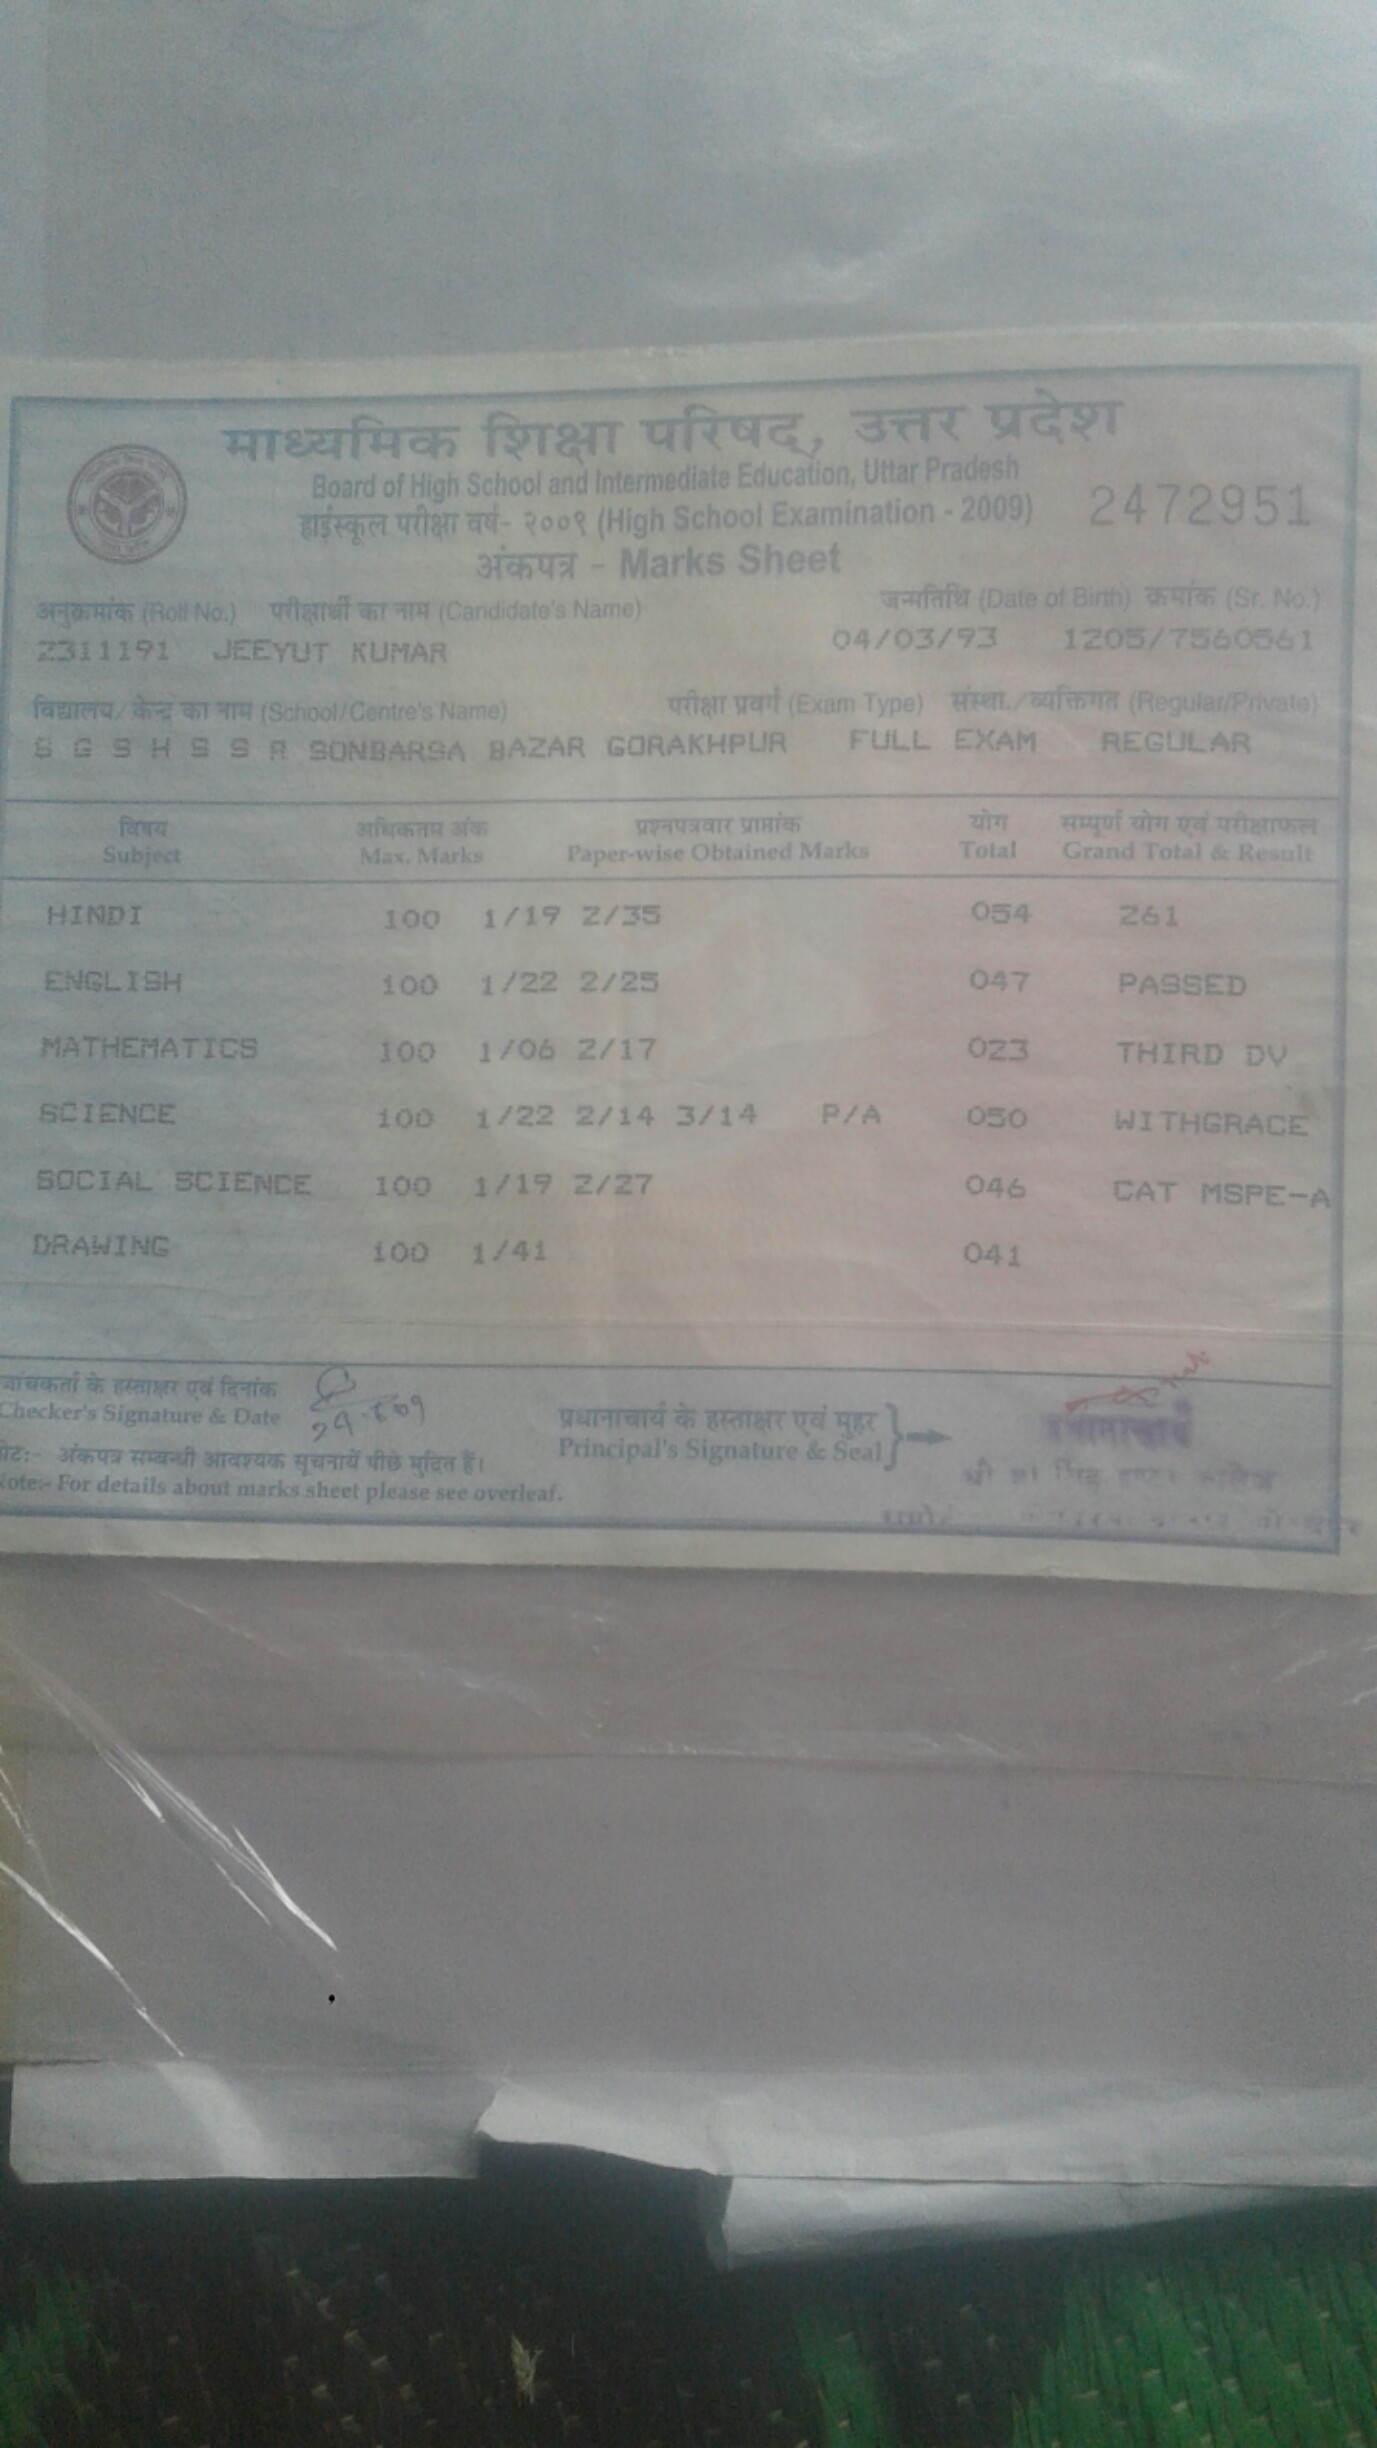 माध्यमिक शिक्षा परिषद्, उत्तर प्रदेश
Board of High School and Intermediate Education, Uttar Pradesh
हाईस्कूल परीक्षा वर्ष- २००९ (High School Examination - 2009) 2472951
अंकपत्र - Marks Sheet
अनुक्रमांक (Roll No.) परीक्षार्थी का नाम (Candidate's Name) जन्मतिथि (Date of Birth) क्रमांक (Sr. No.)
2311191 JEEYUT KUMAR 04/03/93 1205/7560561
विद्यालय/ केन्द्र का नाम (School/Centre's Name) परीक्षा प्रवर्ग (Exam Type) संस्था./व्यक्तिगत (Regular/Private)
S G S H S S R SONBARSA BAZAR GORAKHPUR FULL EXAM REGULAR
विषय अधिकतम अंक प्रश्नपत्रवार प्राप्तांक योग सम्पूर्ण योग एवं परीक्षाफल
Subject Max. Marks Paper-wise Obtained Marks Total Grand Total & Result
HINDI 100 1/19 2/35 054 261
ENGLISH 100 1/22 2/25 047 PASSED
MATHEMATICS 100 1/06 2/17 023 THIRD DV
SCIENCE 100 1/22 2/14 3/14 P/A 050 WITHGRACE
SOCIAL SCIENCE 100 1/19 2/27 046 CAT MSPE-A
DRAWING 100 1/41 041
के हस्ताक्षर एवं दिनांक
Checker's Signature & Date
प्रधानाचार्य के हस्ताक्षर एवं मुहर
Principal's Signature & Seal
प्रधानाचार्य
अंकपत्र सम्बन्धी आवश्यक सूचनायें पीछे मुद्रित हैं।
Note:- For details about marks sheet please see overleaf.